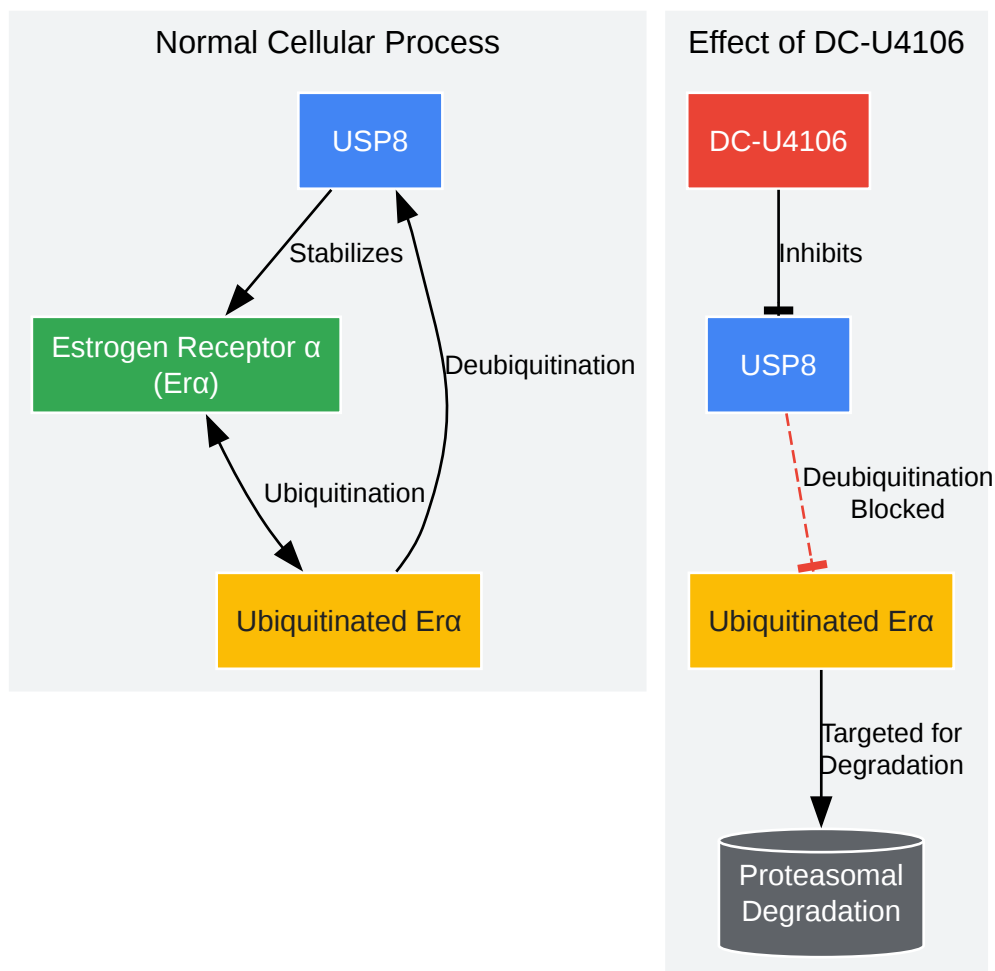 Normal Cellular Process
USP8
Stabilizes
Estrogen Receptor α
(Erα)
Deubiquitination
Ubiquitination
Ubiquitinated Erα
Effect of DC-U4106
DC-U4106
Inhibits
USP8
Deubiquitination
Blocked
Ubiquitinated Erα
Targeted for
Degradation
Proteasomal
Degradation